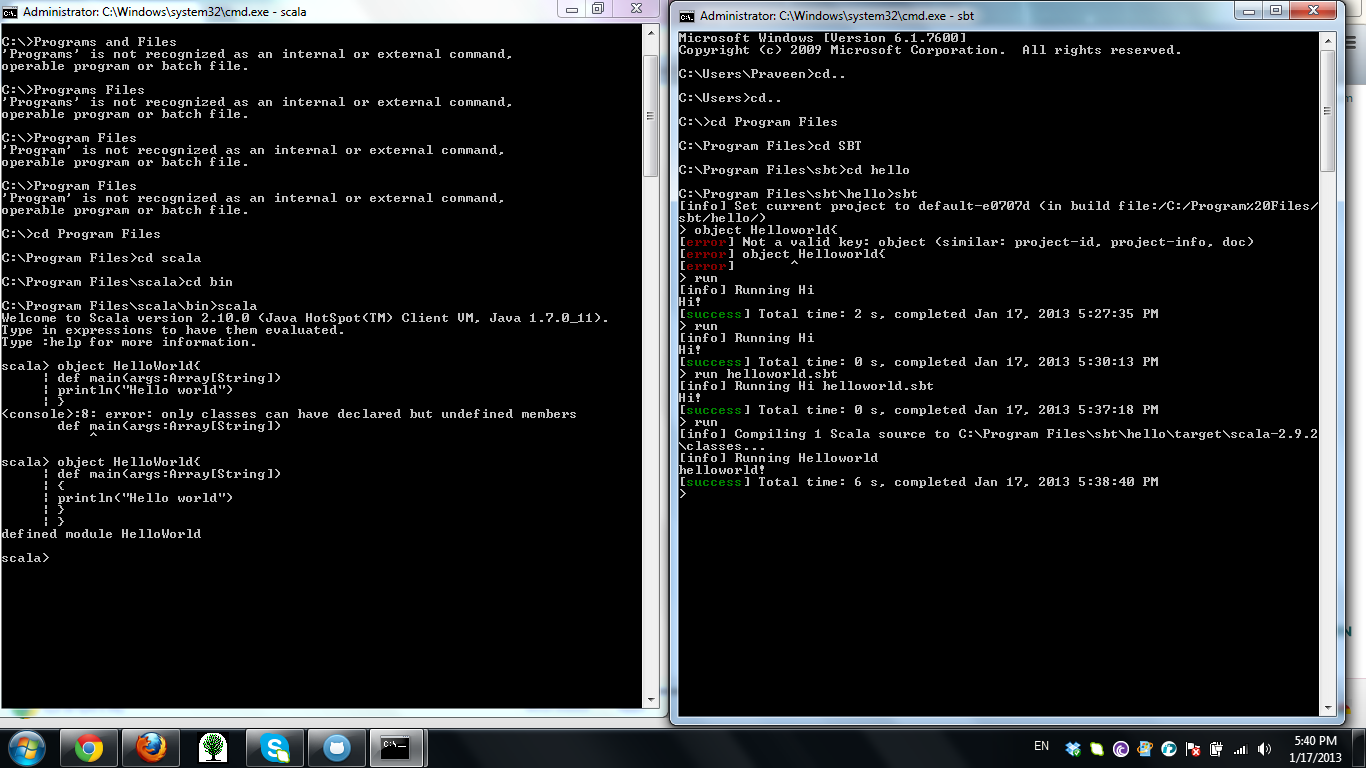 Administrator: C:\Windows\system32\cmd.exe - scala
C:\>Programs and Files
'Programs' is not recognized as an internal or external command,
operable program or batch file.
C:\>Programs Files
'Programs' is not recognized as an internal or external command,
operable program or batch file.
C:\>Program Files
'Program' is not recognized as an internal or external command,
operable program or batch file.
C:\>Program Files
'Program' is not recognized as an internal or external command,
operable program or batch file.
C:\>cd Program Files
C:\Program Files>cd scala
C:\Program Files\scala>cd bin
C:\Program Files\scala\bin>scala
Welcome to Scala version 2.10.0 (Java HotSpot(TM) Client VM, Java 1.7.0_11).
Type in expressions to have them evaluated.
Type :help for more information.
scala> object HelloWorld{
| def main(args:Array[String])
| println("Hello world")
| }
<console>:8: error: only classes can have declared but undefined members
def main(args:Array[String])
^
scala> object HelloWorld{
| def main(args:Array[String])
| {
| println("Hello world")
| }
| }
defined module HelloWorld
scala>
Administrator: C:\Windows\system32\cmd.exe - sbt
Microsoft Windows [Version 6.1.7600]
Copyright (c) 2009 Microsoft Corporation.  All rights reserved.
C:\Users\Praveen>cd..
C:\Users>cd..
C:\>cd Program Files
C:\Program Files>cd SBT
C:\Program Files\sbt>cd hello
C:\Program Files\sbt\hello>sbt
[info] Set current project to default-e0707d (in build file:/C:/Program%20Files/
sbt/hello/)
> object Helloworld{
[error] Not a valid key: object (similar: project-id, project-info, doc)
[error] object Helloworld{
[error]       ^
> run
[info] Running Hi
Hi!
[success] Total time: 2 s, completed Jan 17, 2013 5:27:35 PM
> run
[info] Running Hi
Hi!
[success] Total time: 0 s, completed Jan 17, 2013 5:30:13 PM
> run helloworld.sbt
[info] Running Hi helloworld.sbt
Hi!
[success] Total time: 0 s, completed Jan 17, 2013 5:37:18 PM
> run
[info] Compiling 1 Scala source to C:\Program Files\sbt\hello\target\scala-2.9.2
\classes...
[info] Running Helloworld
helloworld!
[success] Total time: 6 s, completed Jan 17, 2013 5:38:40 PM
>
EN
5:40 PM
1/17/2013